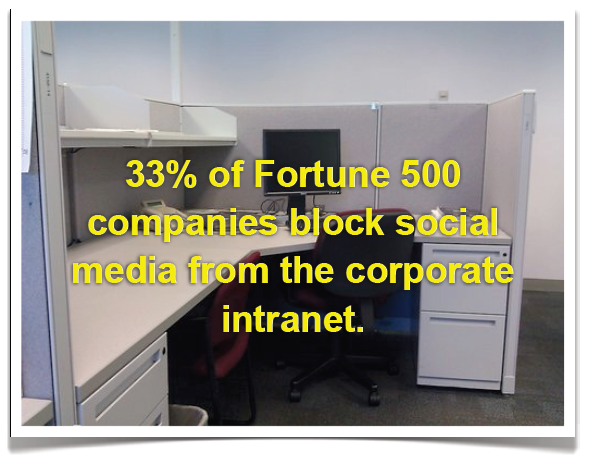 33% of Fortune 500
companies block social
media from the corporate
intranet.